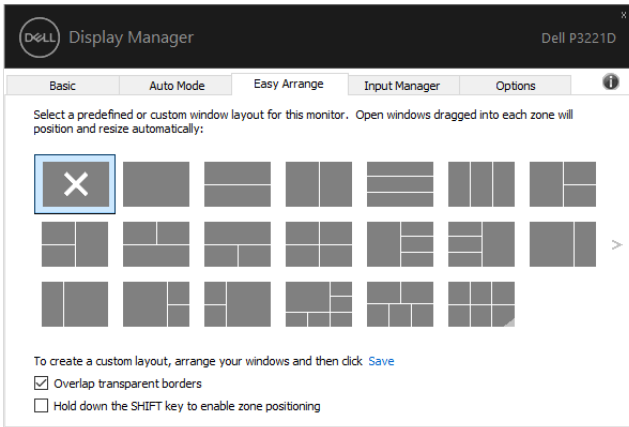 DELL Display Manager
Dell P3221D
Basic
Auto Mode
Easy Arrange
Input Manager
Options
Select a predefined or custom window layout for this monitor. Open windows dragged into each zone will
position and resize automatically:
To create a custom layout, arrange your windows and then click Save
Overlap transparent borders
Hold down the SHIFT key to enable zone positioning